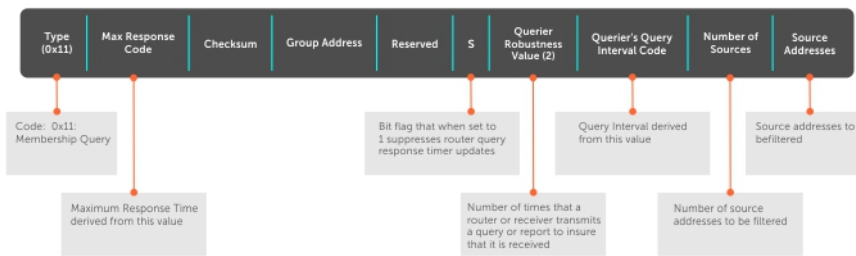 Type
(0x11)
Max Response
Code
Checksum
Group Address
Reserved
S
Querier
Robustness
Value (2)
Querier's Query
Interval Code
Number of
Sources
Source
Addresses
Code: 0x11:
Membership Query
Bit flag that when set to
1 suppresses router query
response timer updates
Query Interval derived
from this value
Source addresses to
befiltered
Maximum Response Time
derived from this value
Number of times that a
router or receiver transmits
a query or report to insure
that it is received
Number of source
addresses to be filtered